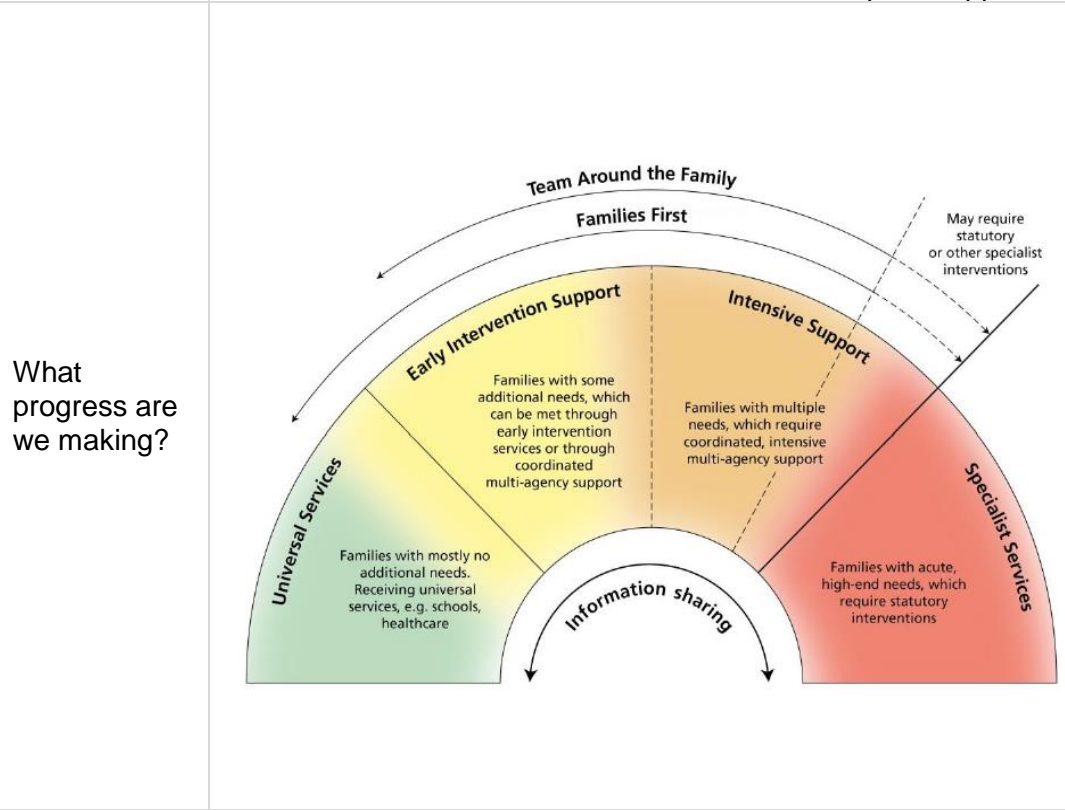 What
progress are
we making?
Team Around the Family
Families First
May require
statutory
or other specialist
interventions
Early Intervention Support
Intensive Support
Families with some
additional needs, which
can be met through
early intervention
services or through
coordinated
multi-agency support
Families with multiple
needs, which require
coordinated, intensive
multi-agency support
Universal Services
Specialist Services
Families with mostly no
additional needs.
Receiving universal
services, e.g. schools,
healthcare
Information sharing
Families with acute,
high-end needs, which
require statutory
interventions